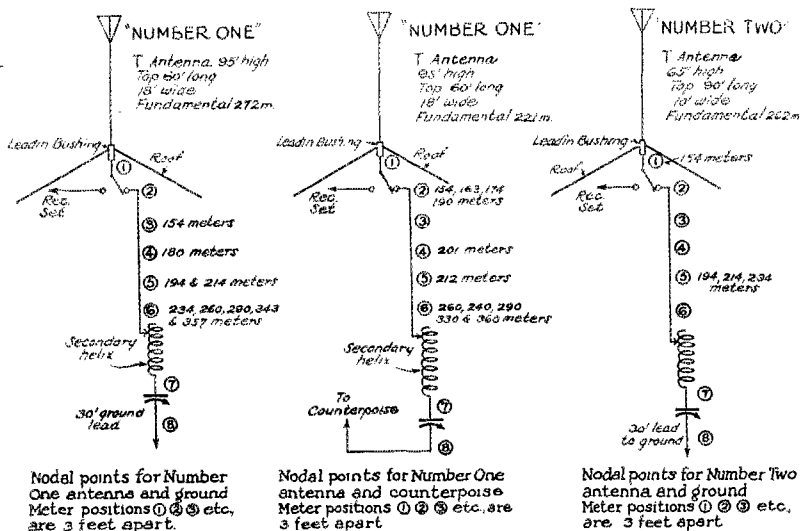 "NUMBER ONE"
T Antenna 95' high
Top 60' long
18' wide
Fundamental 272m.
Leadin Bushing
①
Roof
②
Rec.
Set
③ 154 meters
④ 180 meters
⑤ 194 & 214 meters
⑥ 234, 260, 290, 343
& 357 meters
Secondary
helix
⑦
30' ground
lead
⑧
Nodal points for Number
One antenna and ground
Meter positions ① ② ③ etc,
are 3 feet apart.
"NUMBER ONE"
T Antenna
95' high
Top 60' long
18' wide
Fundamental 221m.
Leadin Bushing
①
Roof
Rec.
Set
② 154, 163, 174
190 meters
③
④ 201 meters
⑤ 212 meters
⑥ 260, 240, 290
330 & 360 meters
Secondary
helix
To
Counterpoise
⑦
⑧
Nodal points for Number One
antenna and counterpoise
Meter positions ① ② ③ etc., are
3 feet apart
"NUMBER TWO"
T Antenna
65' high
Top 90' long
10' wide
Fundamental 262m
Leadin Bushing
① 154 meters
Roof
②
Rec.
Set
③
④
⑤ 194, 214, 234
meters
⑥
⑦
30' lead
to ground
⑧
Nodal points for Number Two
antenna and ground
Meter positions ① ② ③ etc,
are 3 feet apart.